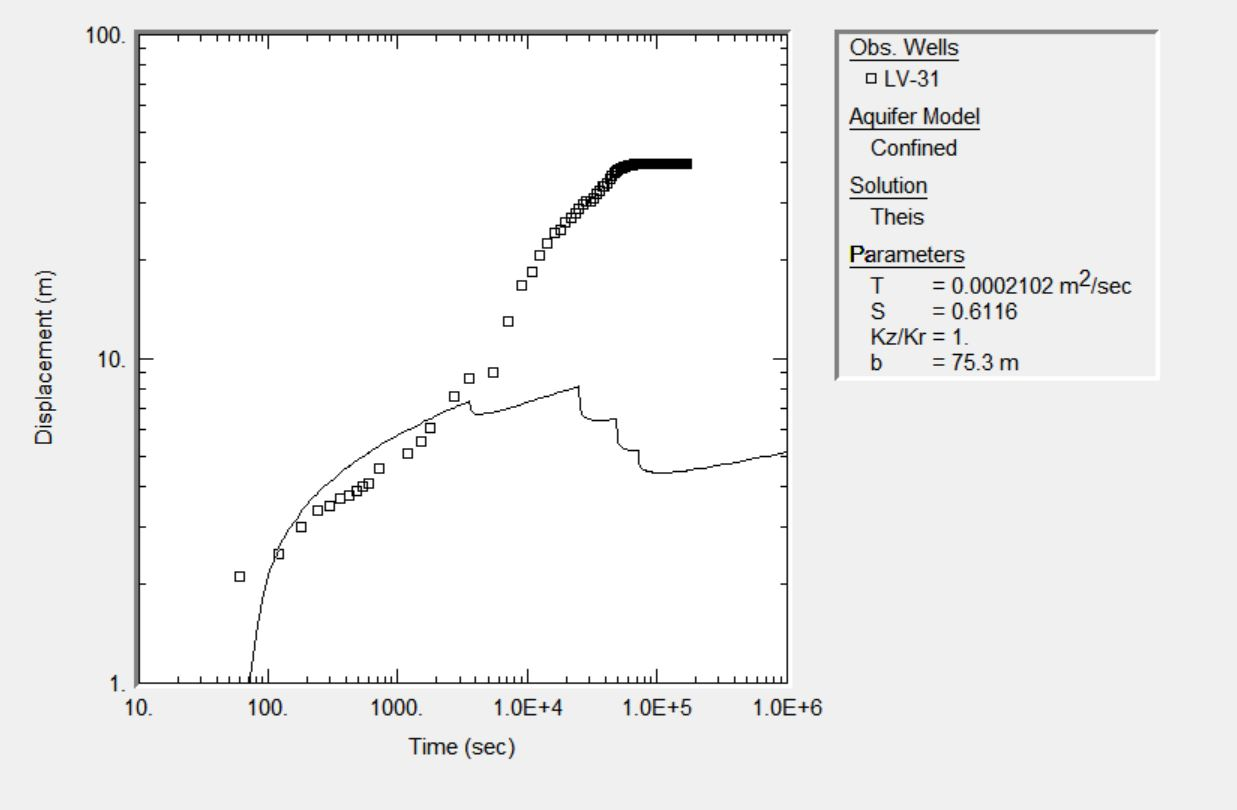 100.
10.
1.
Displacement (m)
10.
100.
1000.
1.0E+4
1.0E+5
1.0E+6
Time (sec)
Obs. Wells
LV-31
Aquifer Model
Confined
Solution
Theis
Parameters
T = 0.0002102 m2/sec
S = 0.6116
Kz/Kr = 1.
b = 75.3 m